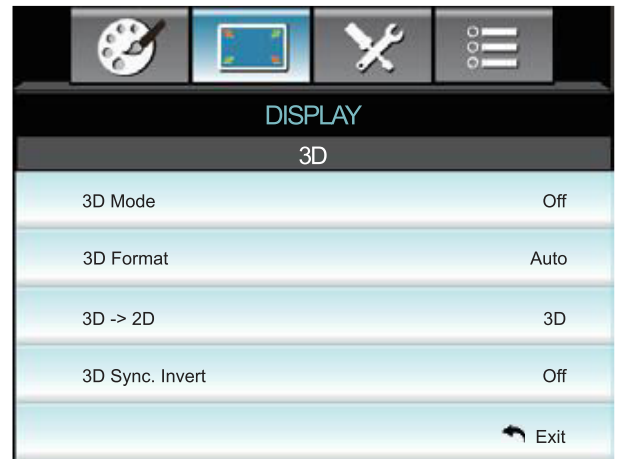 DISPLAY
3D
3D Mode Off
3D Format Auto
3D -> 2D 3D
3D Sync. Invert Off
Exit